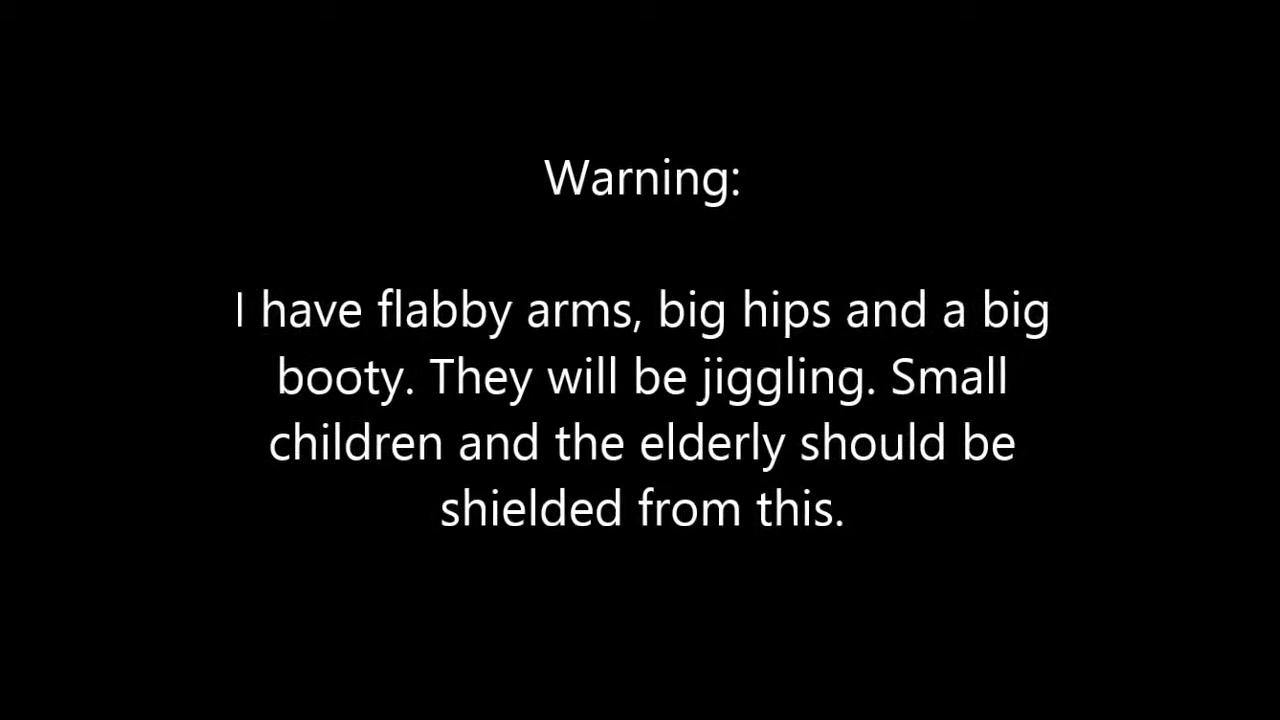 Warning:
I have flabby arms, big hips and a big
booty. They will be jiggling. Small
children and the elderly should be
shielded from this.